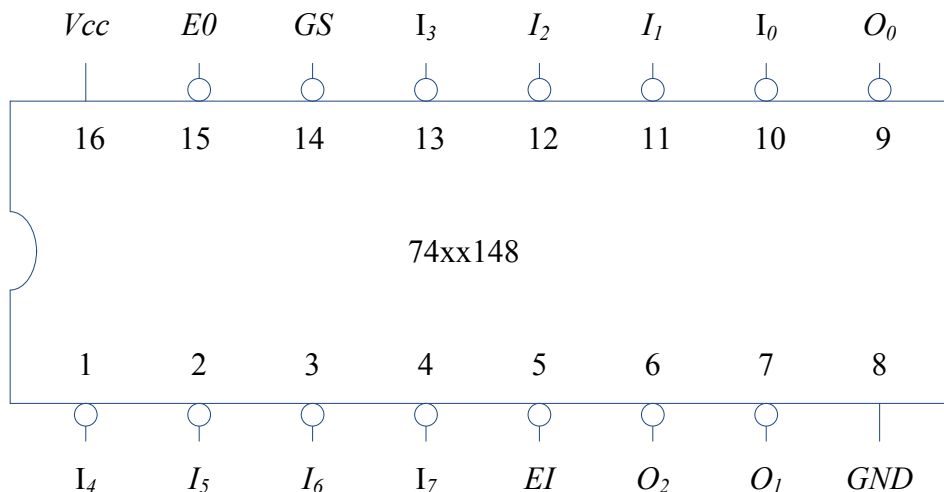 Vcc E0 GS I3 I2 I1 I0 O0
16 15 14 13 12 11 10 9
74xx148
1 2 3 4 5 6 7 8
I4 I5 I6 I7 EI O2 O1 GND